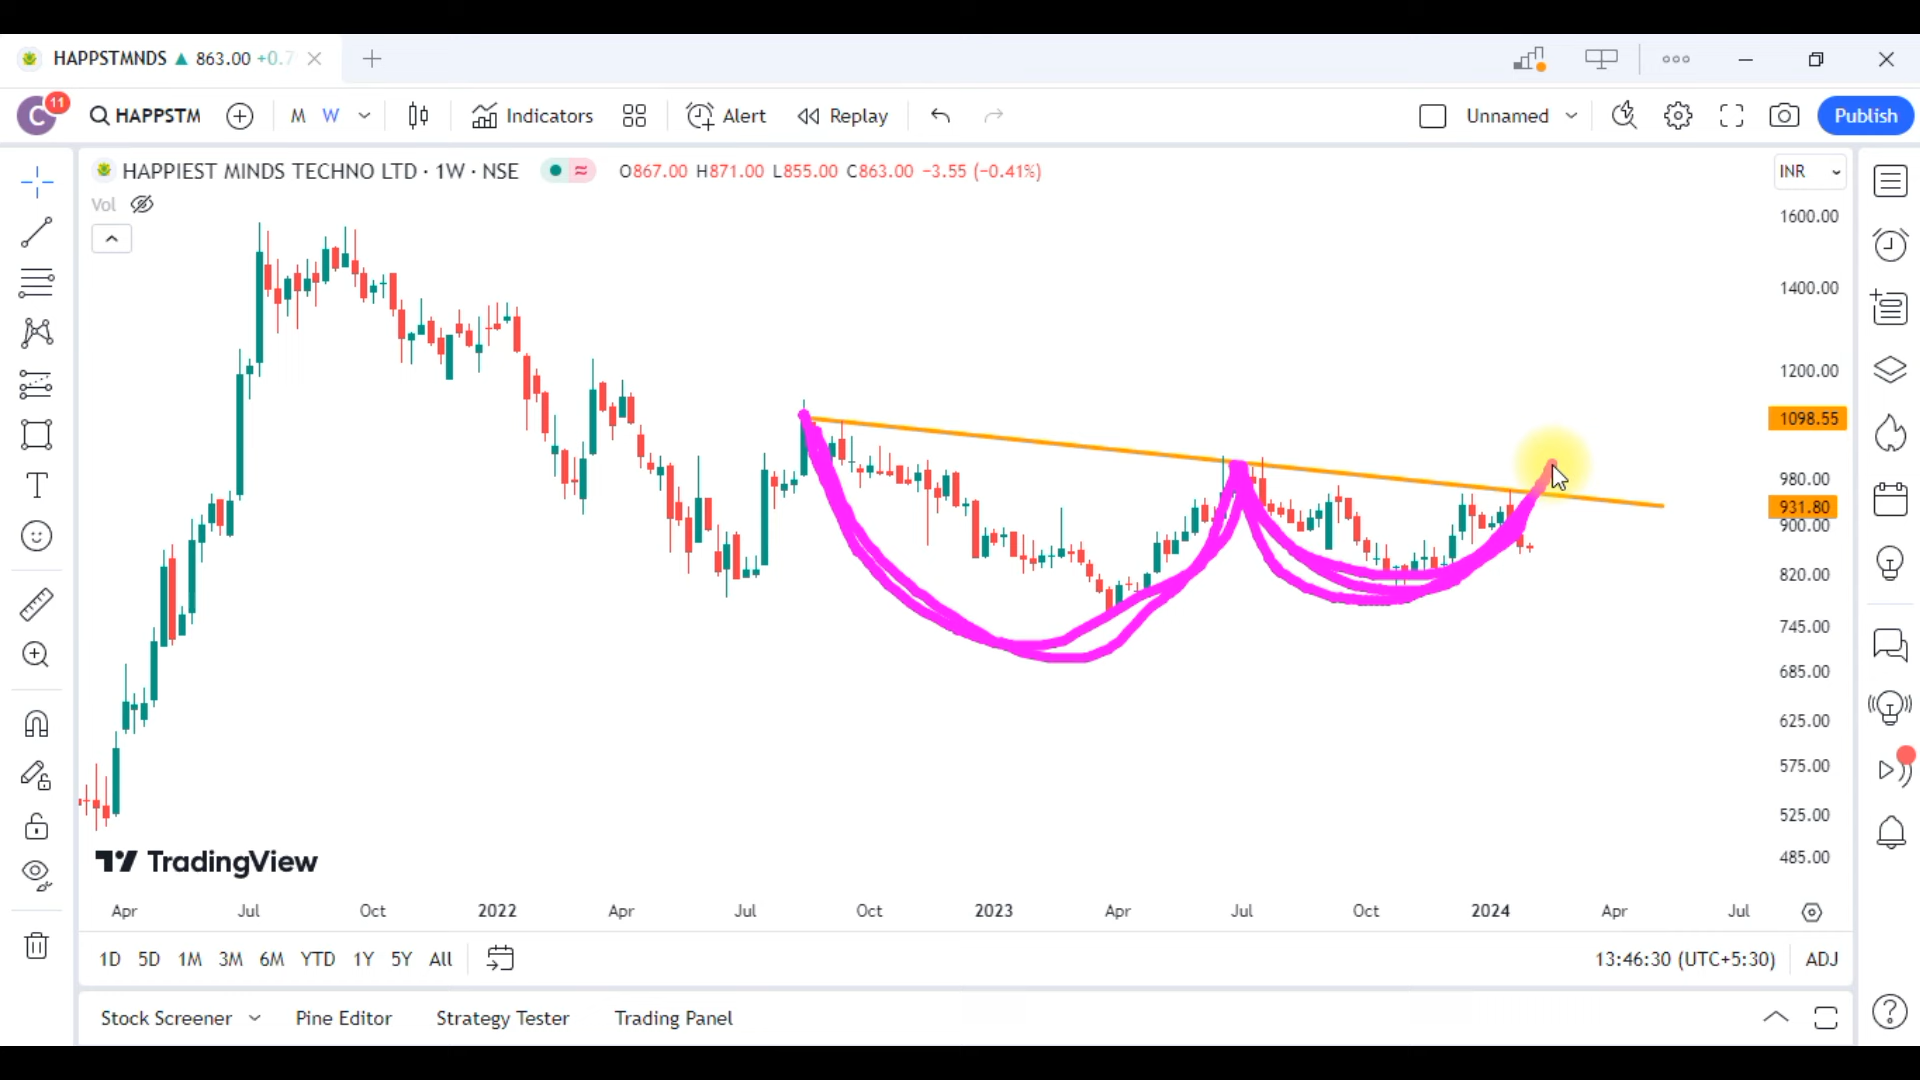 HAPPSTMNDS ▲ 863.00 +0.7
11
C HAPPSTM M W Indicators Alert Replay Unnamed Publish
HAPPIEST MINDS TECHNO LTD · 1W · NSE O867.00 H871.00 L855.00 C863.00 −3.55 (−0.41%) INR
Vol
1600.00
1400.00
1200.00
1098.55
980.00
931.80
900.00
820.00
745.00
685.00
625.00
575.00
525.00
485.00
TradingView
Apr Jul Oct 2022 Apr Jul Oct 2023 Apr Jul Oct 2024 Apr Jul
1D 5D 1M 3M 6M YTD 1Y 5Y All 13:46:30 (UTC+5:30) ADJ
Stock Screener Pine Editor Strategy Tester Trading Panel